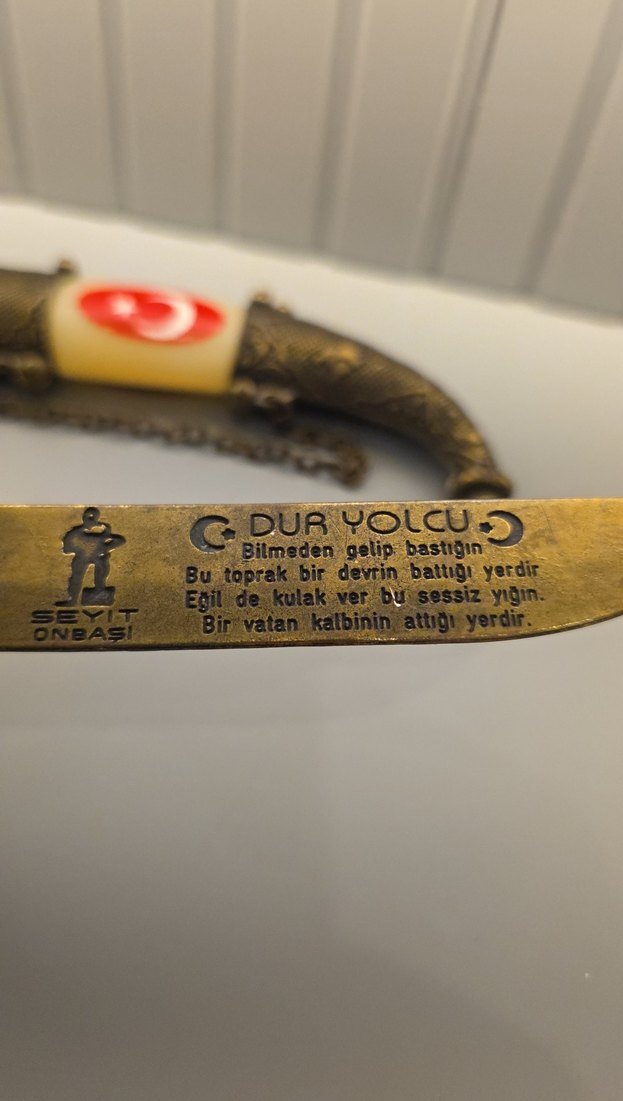 DUR YOLCU
Bilmeden gelip bastığın
Bu toprak bir devrin battığı yerdir
Eğil de kulak ver bu sessiz yığın.
Bir vatan kalbinin attığı yerdir.
SEYİT
ONBAŞI